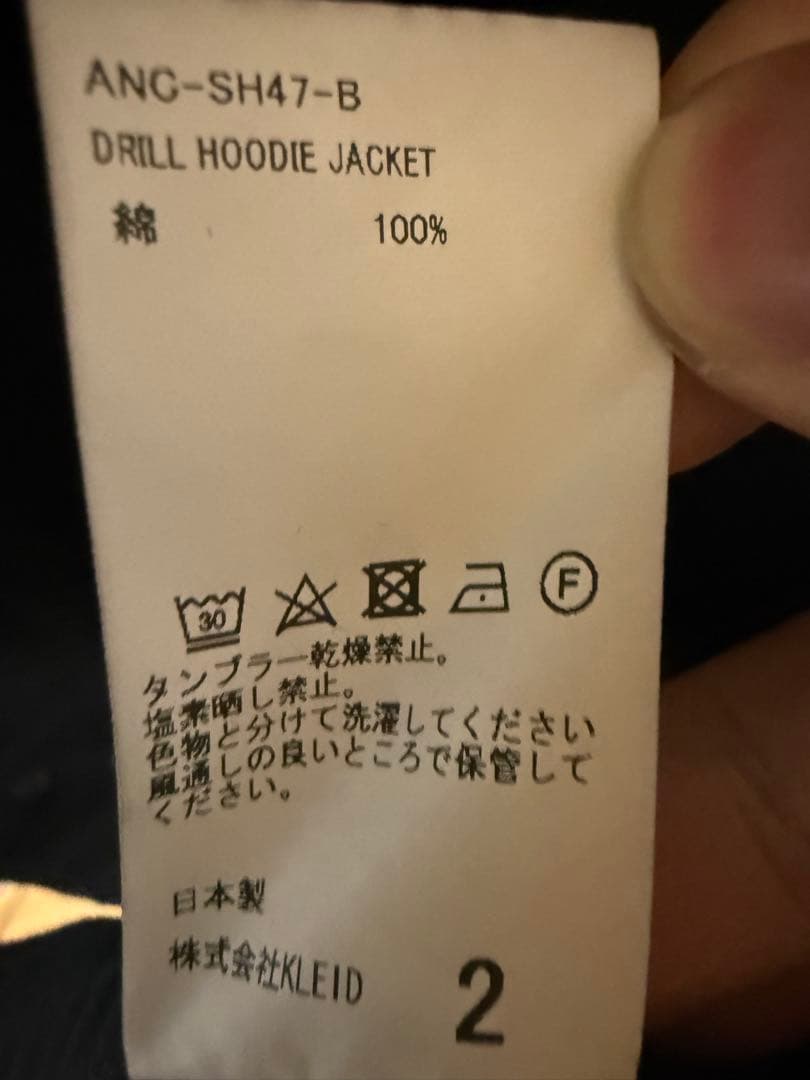 ANC-SH47-B
DRILL HOODIE JACKET
綿 100%
30 F
タンブラー乾燥禁止。
塩素晒し禁止。
色物と分けて洗濯してください
風通しの良いところで保管して
ください。
日本製
株式会社KLEID
2